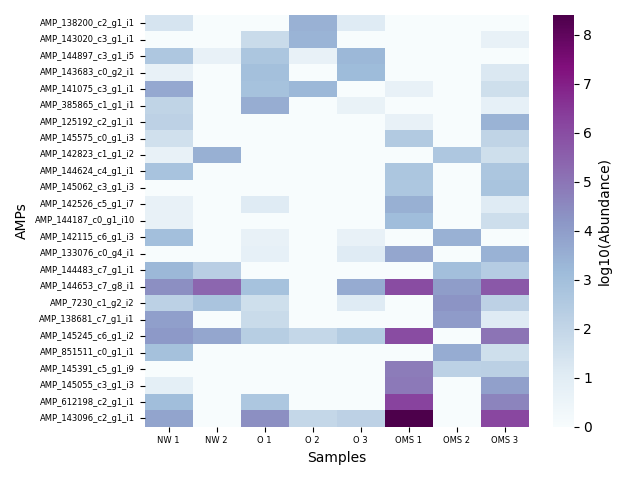 AMP_138200_c2_g1_i1
AMP_143020_c3_g1_i1
AMP_144897_c3_g1_i5
AMP_143683_c0_g2_i1
AMP_141075_c3_g1_i1
AMP_385865_c1_g1_i1
AMP_125192_c2_g1_i1
AMP_145575_c0_g1_i3
AMP_142823_c1_g1_i2
AMP_144624_c4_g1_i1
AMP_145062_c3_g1_i3
AMP_142526_c5_g1_i7
AMP_144187_c0_g1_i10
AMP_142115_c6_g1_i3
AMP_133076_c0_g4_i1
AMP_144483_c7_g1_i1
AMP_144653_c7_g8_i1
AMP_7230_c1_g2_i2
AMP_138681_c7_g1_i1
AMP_145245_c6_g1_i2
AMP_851511_c0_g1_i1
AMP_145391_c5_g1_i9
AMP_145055_c3_g1_i3
AMP_612198_c2_g1_i1
AMP_143096_c2_g1_i1
AMPs
NW 1 NW 2 O 1 O 2 O 3 OMS 1 OMS 2 OMS 3
Samples
8
7
6
5
4
3
2
1
0
log10(Abundance)